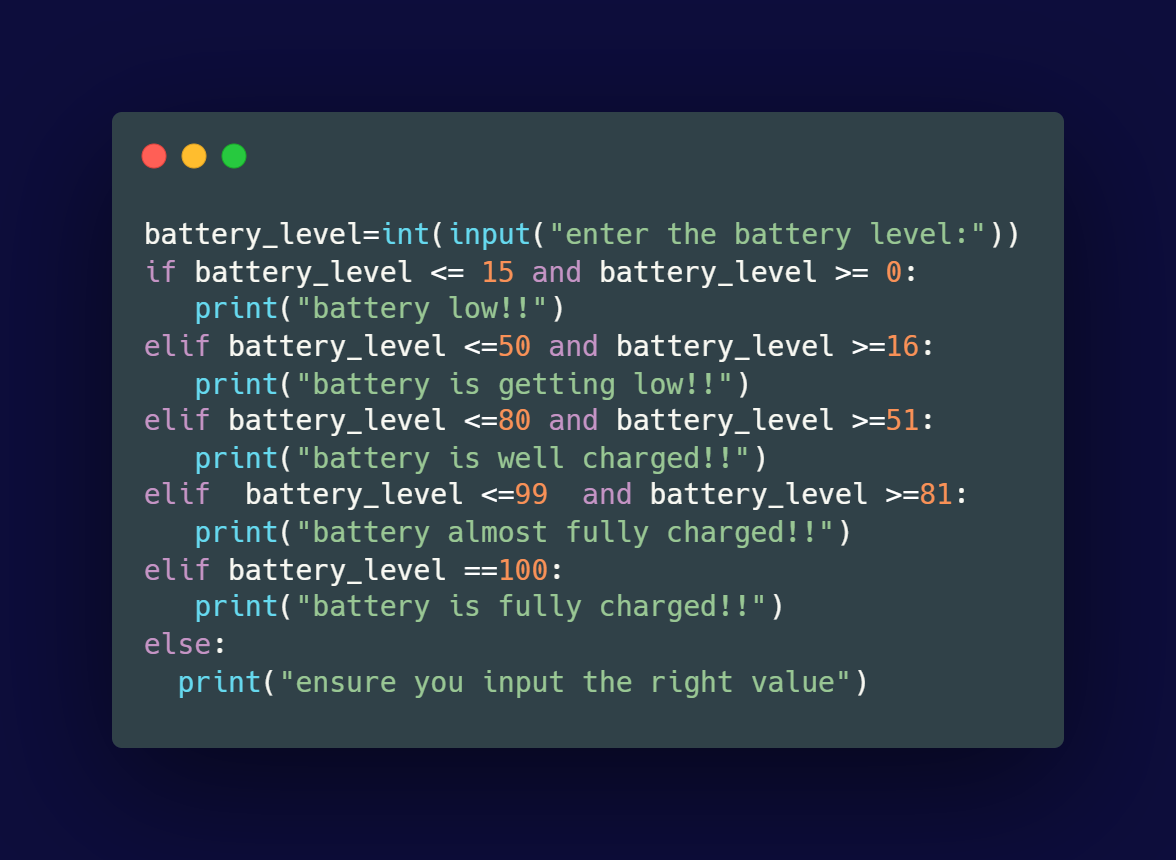 battery_level=int(input("enter the battery level:"))
if battery_level <= 15 and battery_level >= 0:
   print("battery low!!")
elif battery_level <=50 and battery_level >=16:
   print("battery is getting low!!")
elif battery_level <=80 and battery_level >=51:
   print("battery is well charged!!")
elif  battery_level <=99  and battery_level >=81:
   print("battery almost fully charged!!")
elif battery_level ==100:
   print("battery is fully charged!!")
else:
  print("ensure you input the right value")